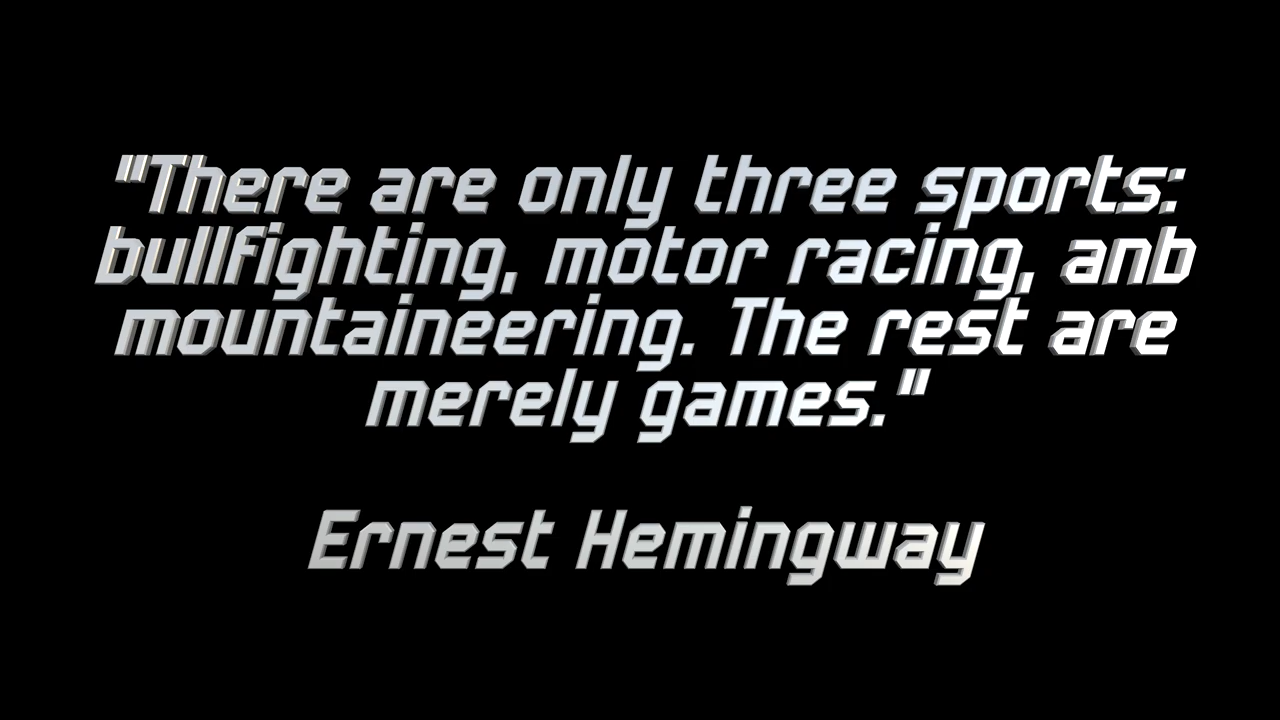 "There are only three sports:
bullfighting, motor racing, anb
mountaineering. The rest are
merely games."
Ernest Hemingway